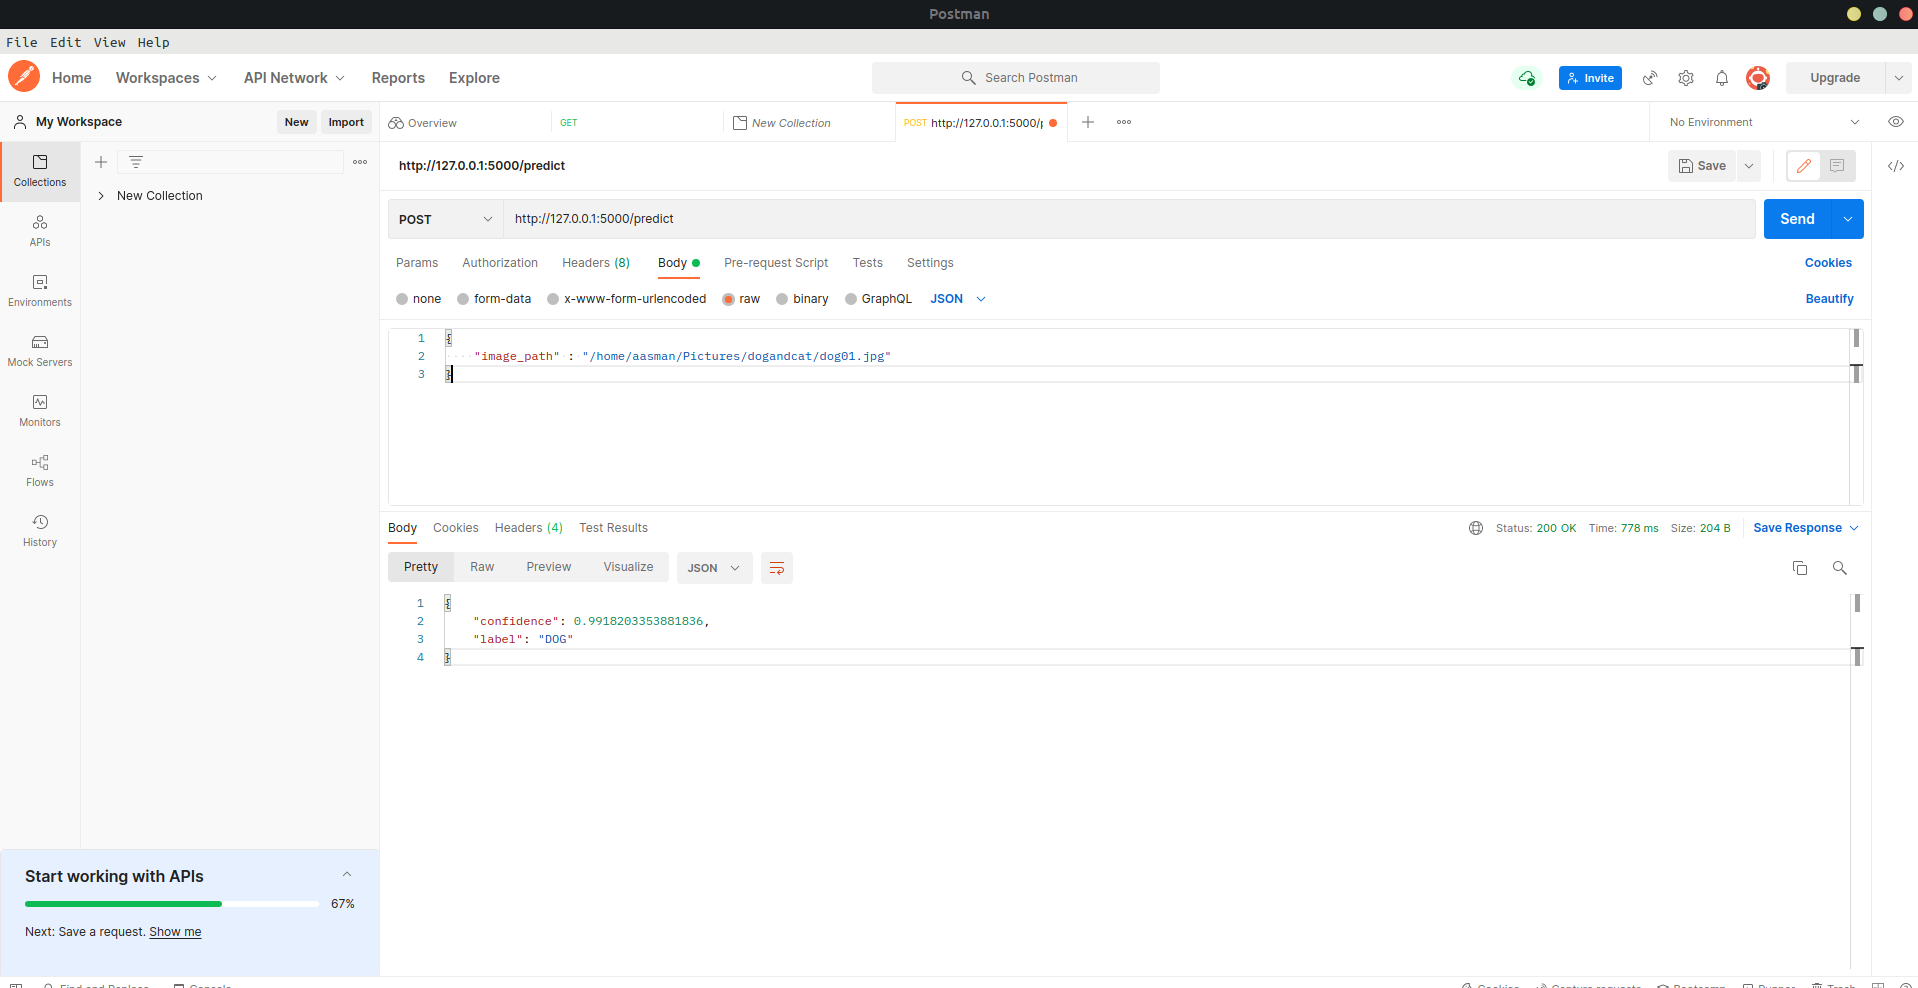 Postman
File Edit View Help
Home Workspaces API Network Reports Explore Search Postman Invite Upgrade
My Workspace New Import Overview GET New Collection POST http://127.0.0.1:5000/ No Environment
http://127.0.0.1:5000/predict Save
Collections
New Collection
POST http://127.0.0.1:5000/predict Send
APIs
Params Authorization Headers (8) Body Pre-request Script Tests Settings Cookies
Environments
none form-data x-www-form-urlencoded raw binary GraphQL JSON Beautify
1 {
2 "image_path" : "/home/aasman/Pictures/dogandcat/dog01.jpg"
3 }
Mock Servers
Monitors
Flows
History
Body Cookies Headers (4) Test Results Status: 200 OK Time: 778 ms Size: 204 B Save Response
Pretty Raw Preview Visualize JSON
1 {
2 "confidence": 0.9918203353881836,
3 "label": "DOG"
4 }
Start working with APIs
67%
Next: Save a request. Show me
Find and Replace Console Cookies Capture requests Bootcamp Runner Trash